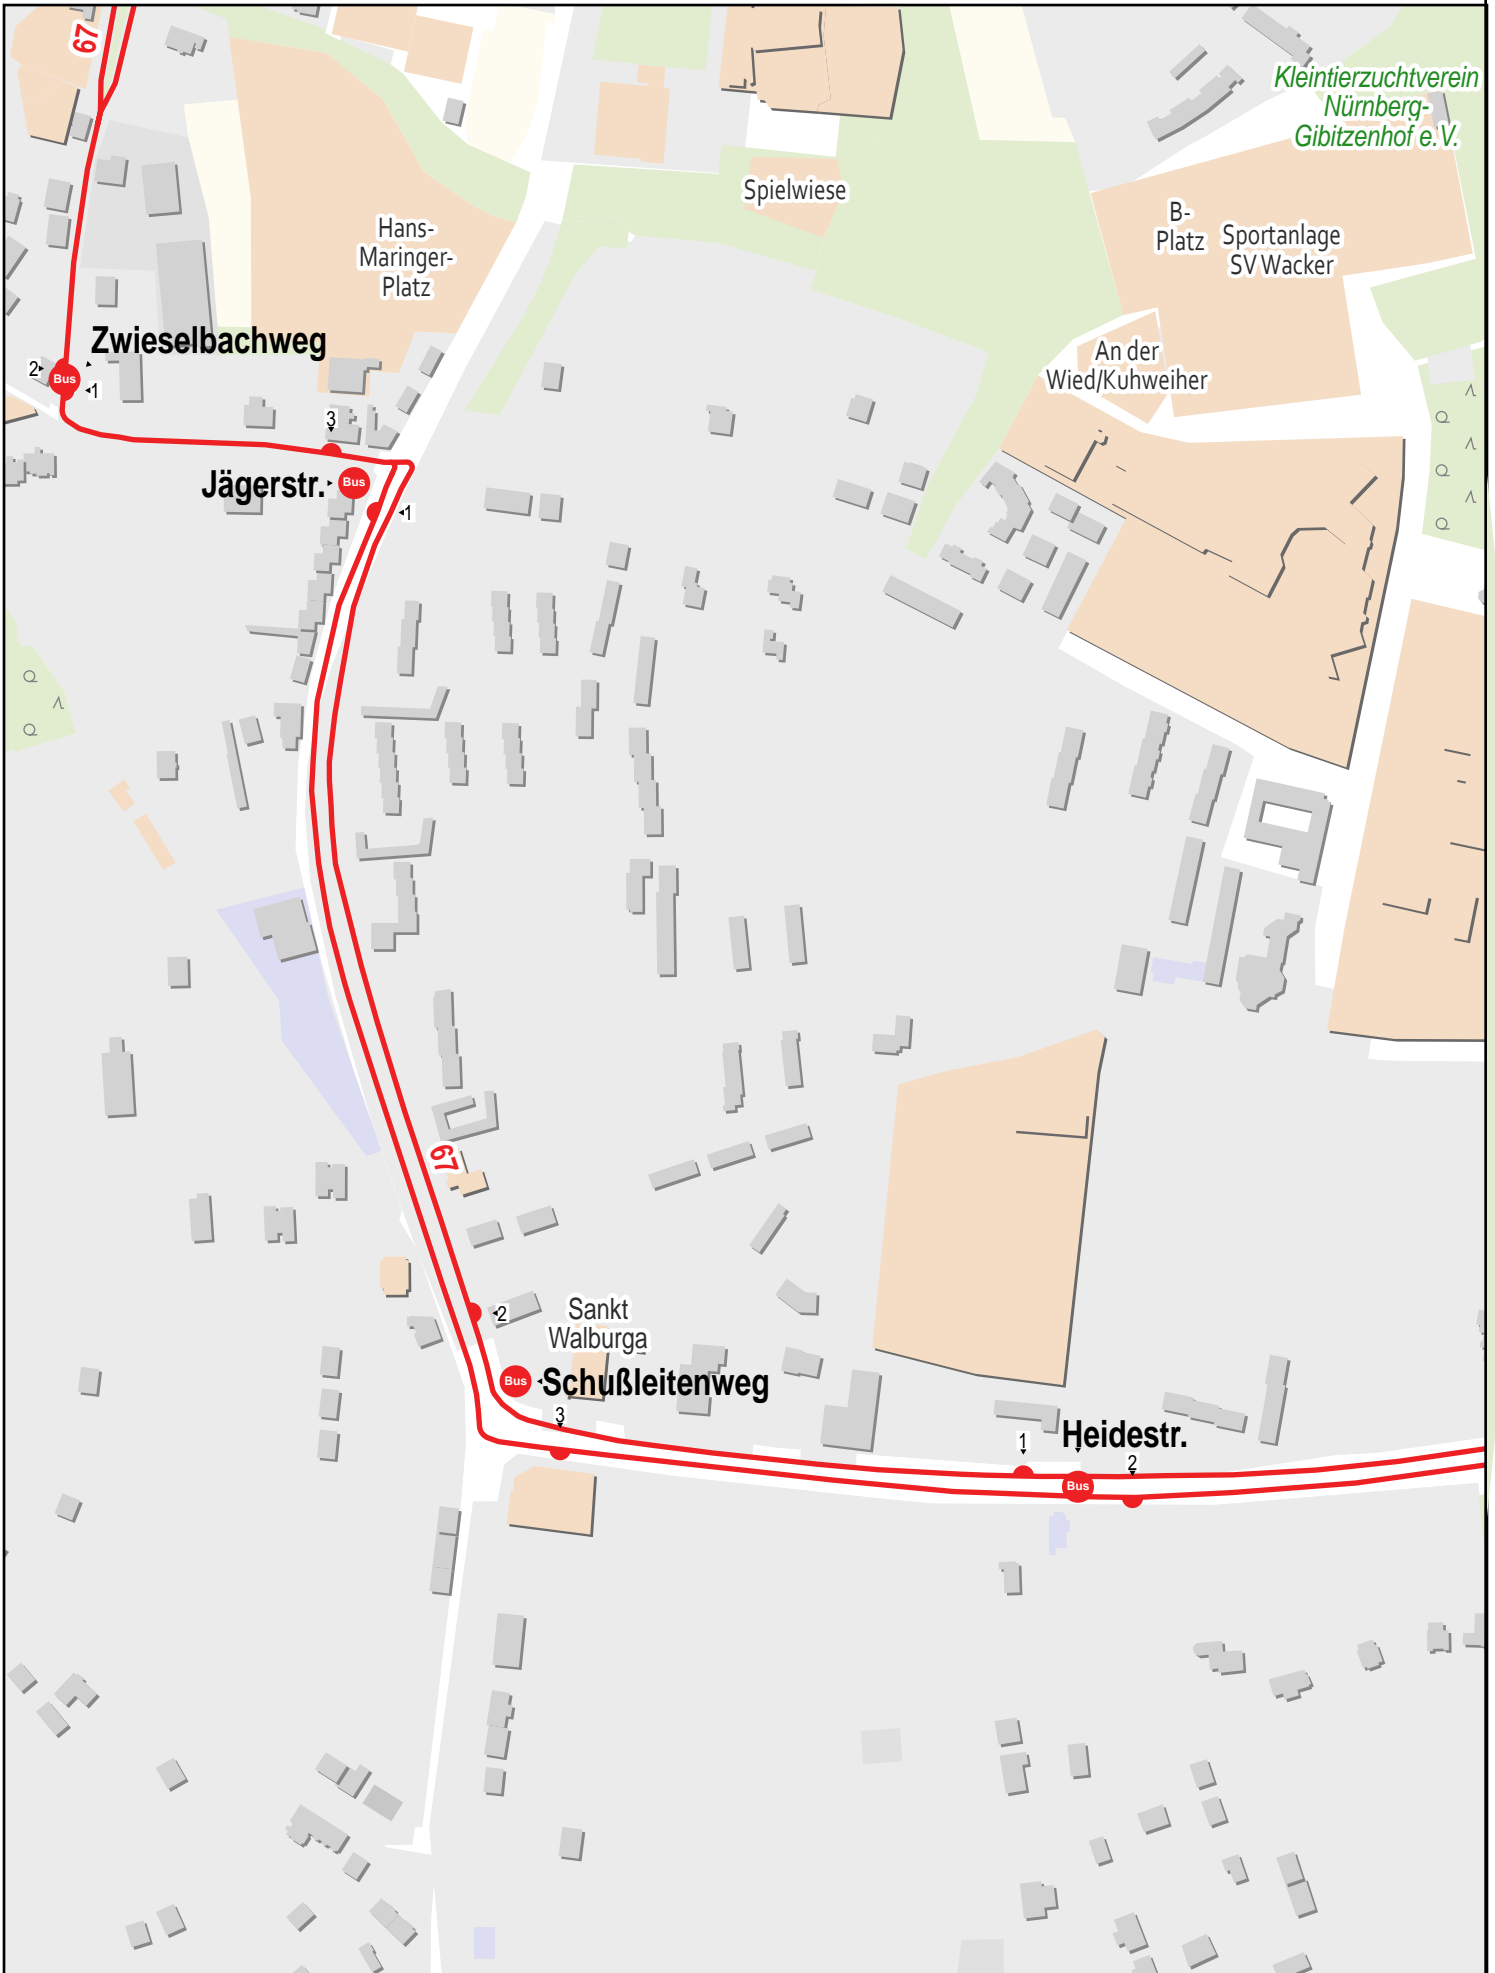 67
Kleintierzuchtverein
Nürnberg-
Gibitzenhof e.V.
Spielwiese
Hans-
Maringer-
Platz
B-
Platz
Sportanlage
SV Wacker
Zwieselbachweg
2
Bus
1
An der
Wied/Kuhweiher
3
Jägerstr.
Bus
1
67
2
Sankt
Walburga
Bus
Schußleitenweg
3
Heidestr.
1
2
Bus